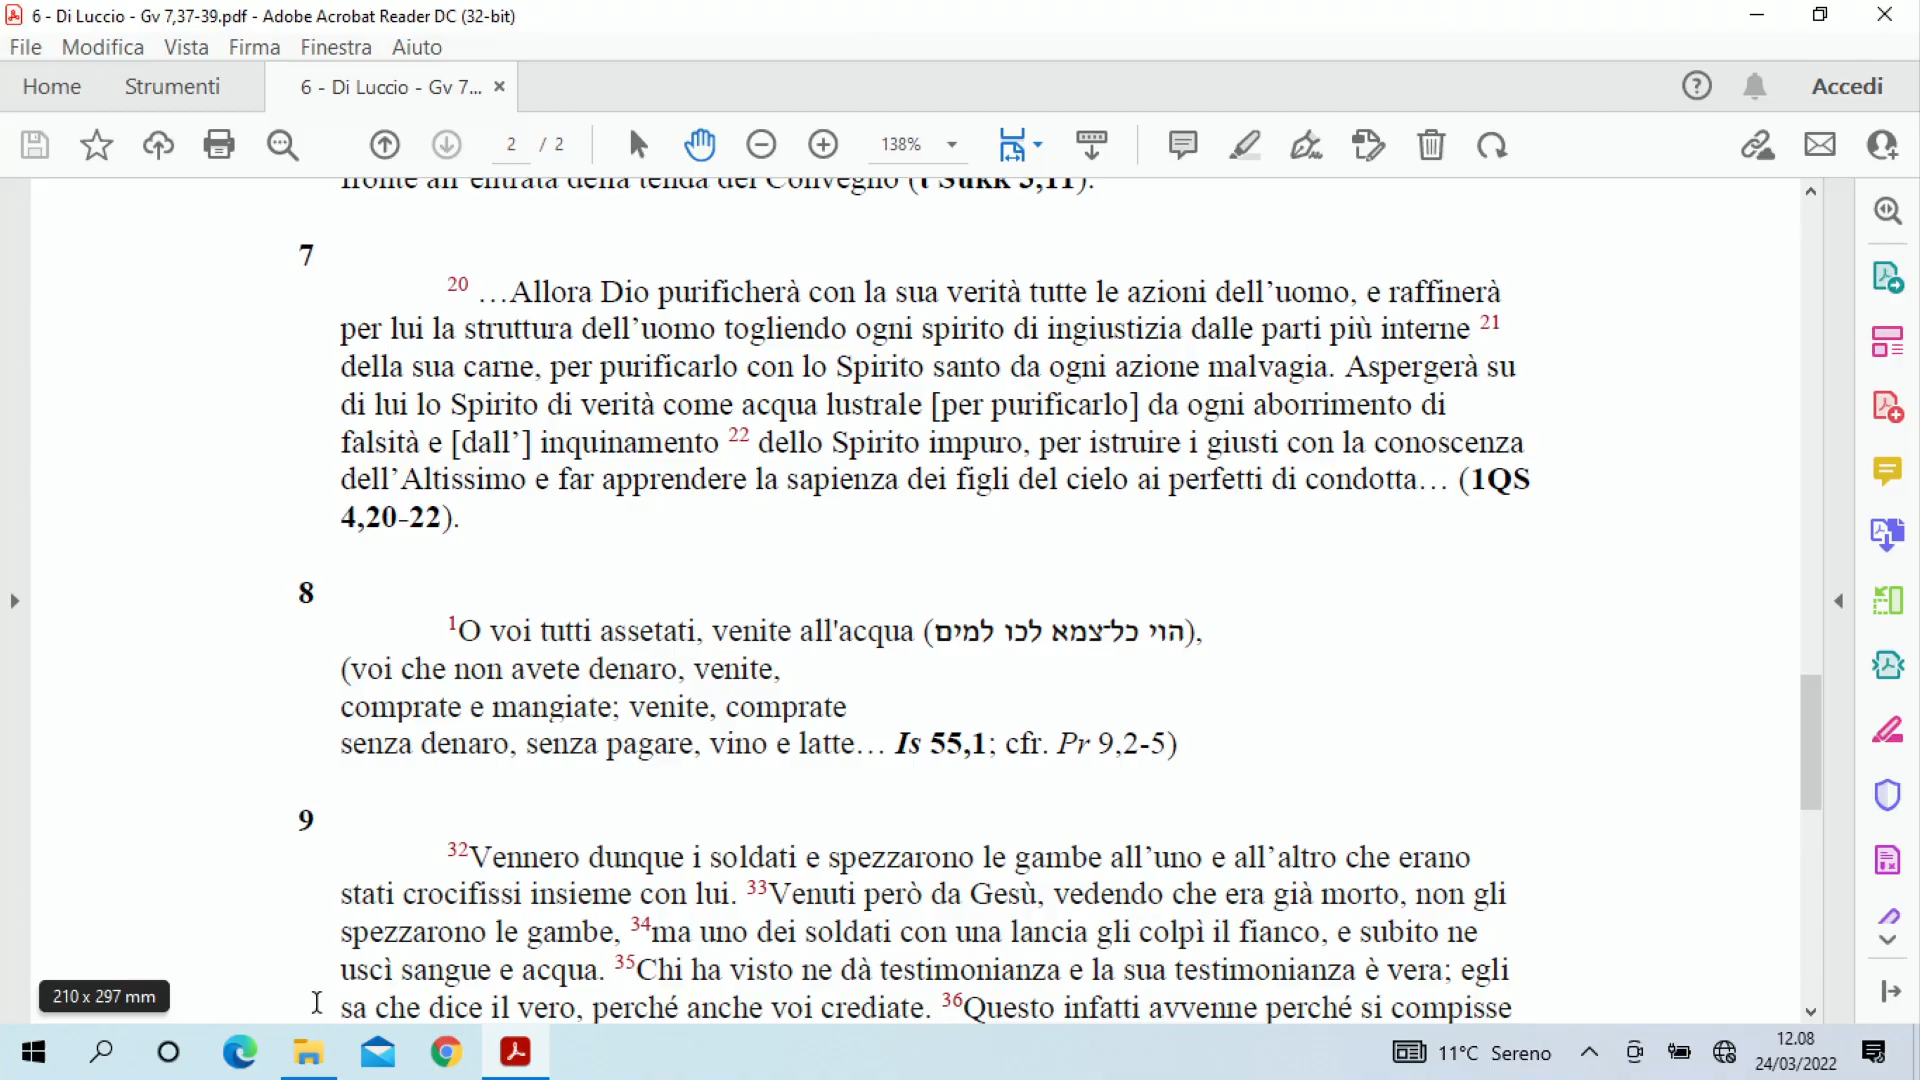 6 - Di Luccio - Gv 7,37-39.pdf - Adobe Acrobat Reader DC (32-bit)
File Modifica Vista Firma Finestra Aiuto
Home Strumenti 6 - Di Luccio - Gv 7... × Accedi
2 / 2 138%
fronte all'entrata della tenda del Convegno (t Sukk 3,11).
7
20 …Allora Dio purificherà con la sua verità tutte le azioni dell’uomo, e raffinerà
per lui la struttura dell’uomo togliendo ogni spirito di ingiustizia dalle parti più interne 21
della sua carne, per purificarlo con lo Spirito santo da ogni azione malvagia. Aspergerà su
di lui lo Spirito di verità come acqua lustrale [per purificarlo] da ogni aborrimento di
falsità e [dall’] inquinamento 22 dello Spirito impuro, per istruire i giusti con la conoscenza
dell’Altissimo e far apprendere la sapienza dei figli del cielo ai perfetti di condotta… (1QS
4,20-22).
8
1O voi tutti assetati, venite all'acqua (הוי כל־צמא לכו למים),
(voi che non avete denaro, venite,
comprate e mangiate; venite, comprate
senza denaro, senza pagare, vino e latte… Is 55,1; cfr. Pr 9,2-5)
9
32Vennero dunque i soldati e spezzarono le gambe all’uno e all’altro che erano
stati crocifissi insieme con lui. 33Venuti però da Gesù, vedendo che era già morto, non gli
spezzarono le gambe, 34ma uno dei soldati con una lancia gli colpì il fianco, e subito ne
uscì sangue e acqua. 35Chi ha visto ne dà testimonianza e la sua testimonianza è vera; egli
sa che dice il vero, perché anche voi crediate. 36Questo infatti avvenne perché si compisse
210 x 297 mm
11°C Sereno
12.08
24/03/2022